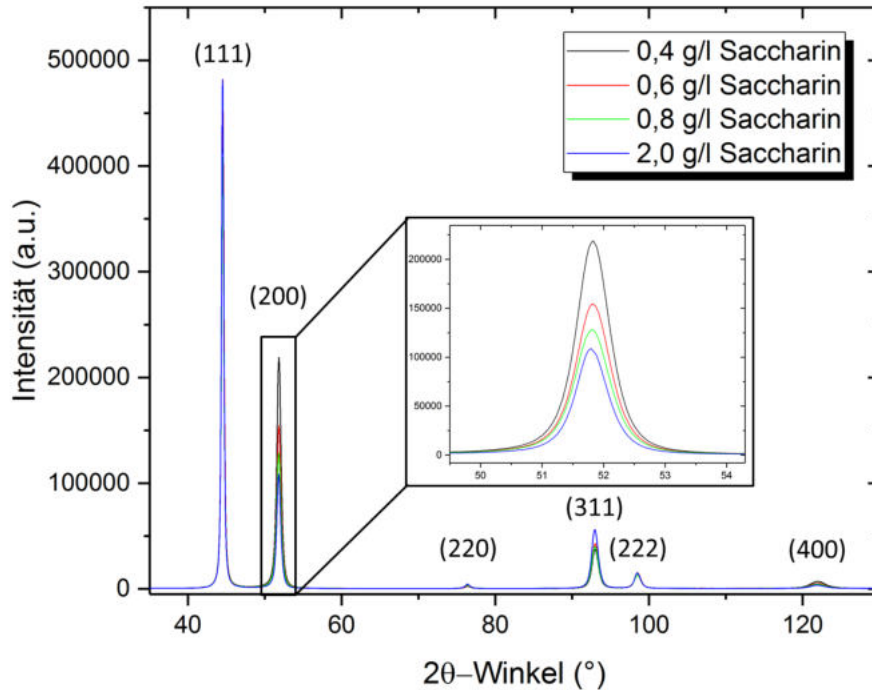 500000
400000
300000
200000
100000
0
Intensität (a.u.)
(111)
(200)
(220)
(311)
(222)
(400)
0,4 g/l Saccharin
0,6 g/l Saccharin
0,8 g/l Saccharin
2,0 g/l Saccharin
200000
150000
100000
50000
0
50 51 52 53 54
40 60 80 100 120
2θ–Winkel (°)